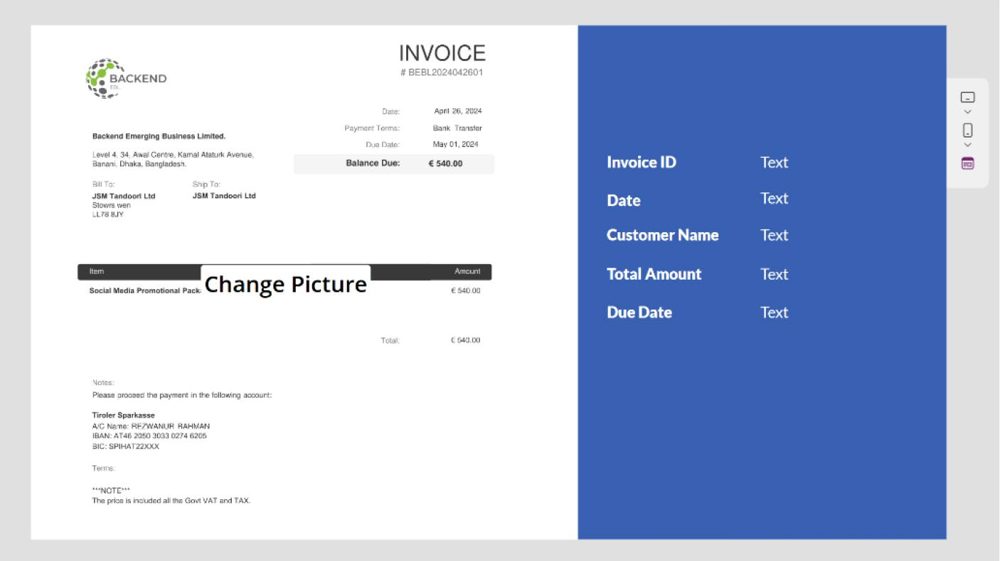 INVOICE
# BEBL2024042601
BACKEND
EBL
Date: April 26, 2024
Payment Terms: Bank Transfer
Due Date: May 01, 2024
Balance Due: € 540.00
Backend Emerging Business Limited.
Level 4, 34, Awal Centre, Kamal Ataturk Avenue,
Banani, Dhaka, Bangladesh.
Bill To: Ship To:
JSM Tandoori Ltd JSM Tandoori Ltd
Stowrs wen
LL78 8JY
Item Amount
Social Media Promotional Pack € 540.00
Change Picture
Total: € 540.00
Notes:
Please proceed the payment in the following account:
Tiroler Sparkasse
A/C Name: REZWANUR RAHMAN
IBAN: AT46 2050 3033 0274 6205
BIC: SPIHAT22XXX
Terms:
***NOTE***
The price is included all the Govt VAT and TAX.
Invoice ID Text
Date Text
Customer Name Text
Total Amount Text
Due Date Text